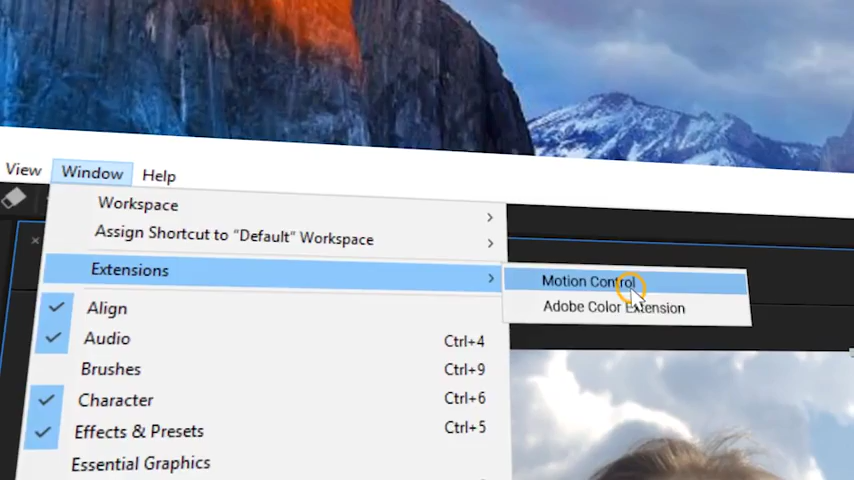 View Window Help
Workspace
Assign Shortcut to “Default” Workspace
Extensions
Motion Control
Adobe Color Extension
Align
Audio Ctrl+4
Brushes Ctrl+9
Character Ctrl+6
Effects & Presets Ctrl+5
Essential Graphics